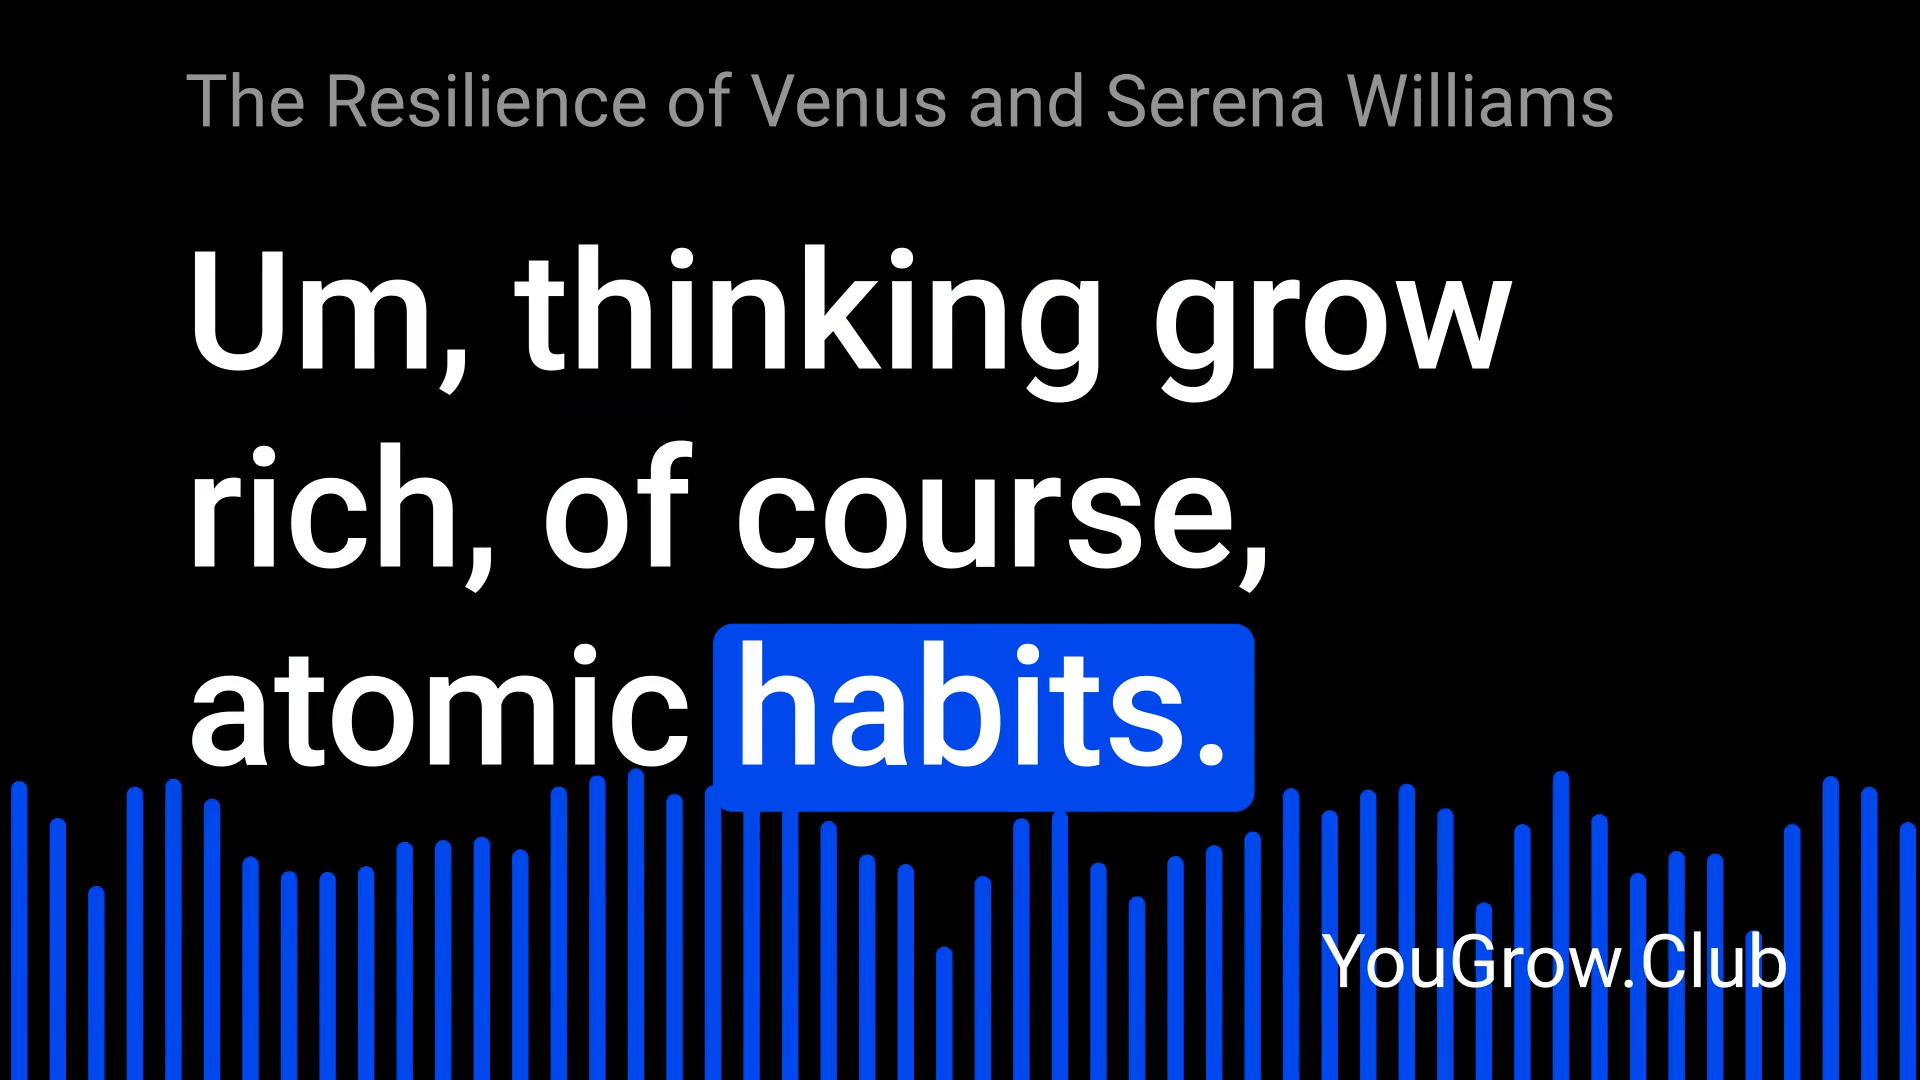 The Resilience of Venus and Serena Williams
Um, thinking grow
rich, of course,
atomic habits.
YouGrow.Club